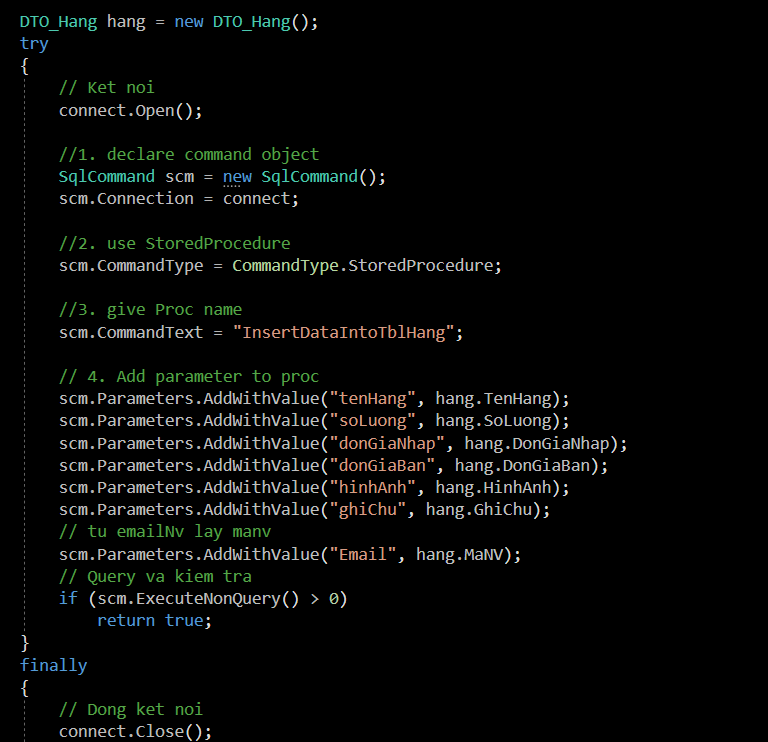 DTO_Hang hang = new DTO_Hang();
try
{
// Ket noi
connect.Open();
//1. declare command object
SqlCommand scm = new SqlCommand();
scm.Connection = connect;
//2. use StoredProcedure
scm.CommandType = CommandType.StoredProcedure;
//3. give Proc name
scm.CommandText = "InsertDataIntoTblHang";
// 4. Add parameter to proc
scm.Parameters.AddWithValue("tenHang", hang.TenHang);
scm.Parameters.AddWithValue("soLuong", hang.SoLuong);
scm.Parameters.AddWithValue("donGiaNhap", hang.DonGiaNhap);
scm.Parameters.AddWithValue("donGiaBan", hang.DonGiaBan);
scm.Parameters.AddWithValue("hinhAnh", hang.HinhAnh);
scm.Parameters.AddWithValue("ghiChu", hang.GhiChu);
// tu emailNv lay manv
scm.Parameters.AddWithValue("Email", hang.MaNV);
// Query va kiem tra
if (scm.ExecuteNonQuery() > 0)
return true;
}
finally
{
// Dong ket noi
connect.Close();